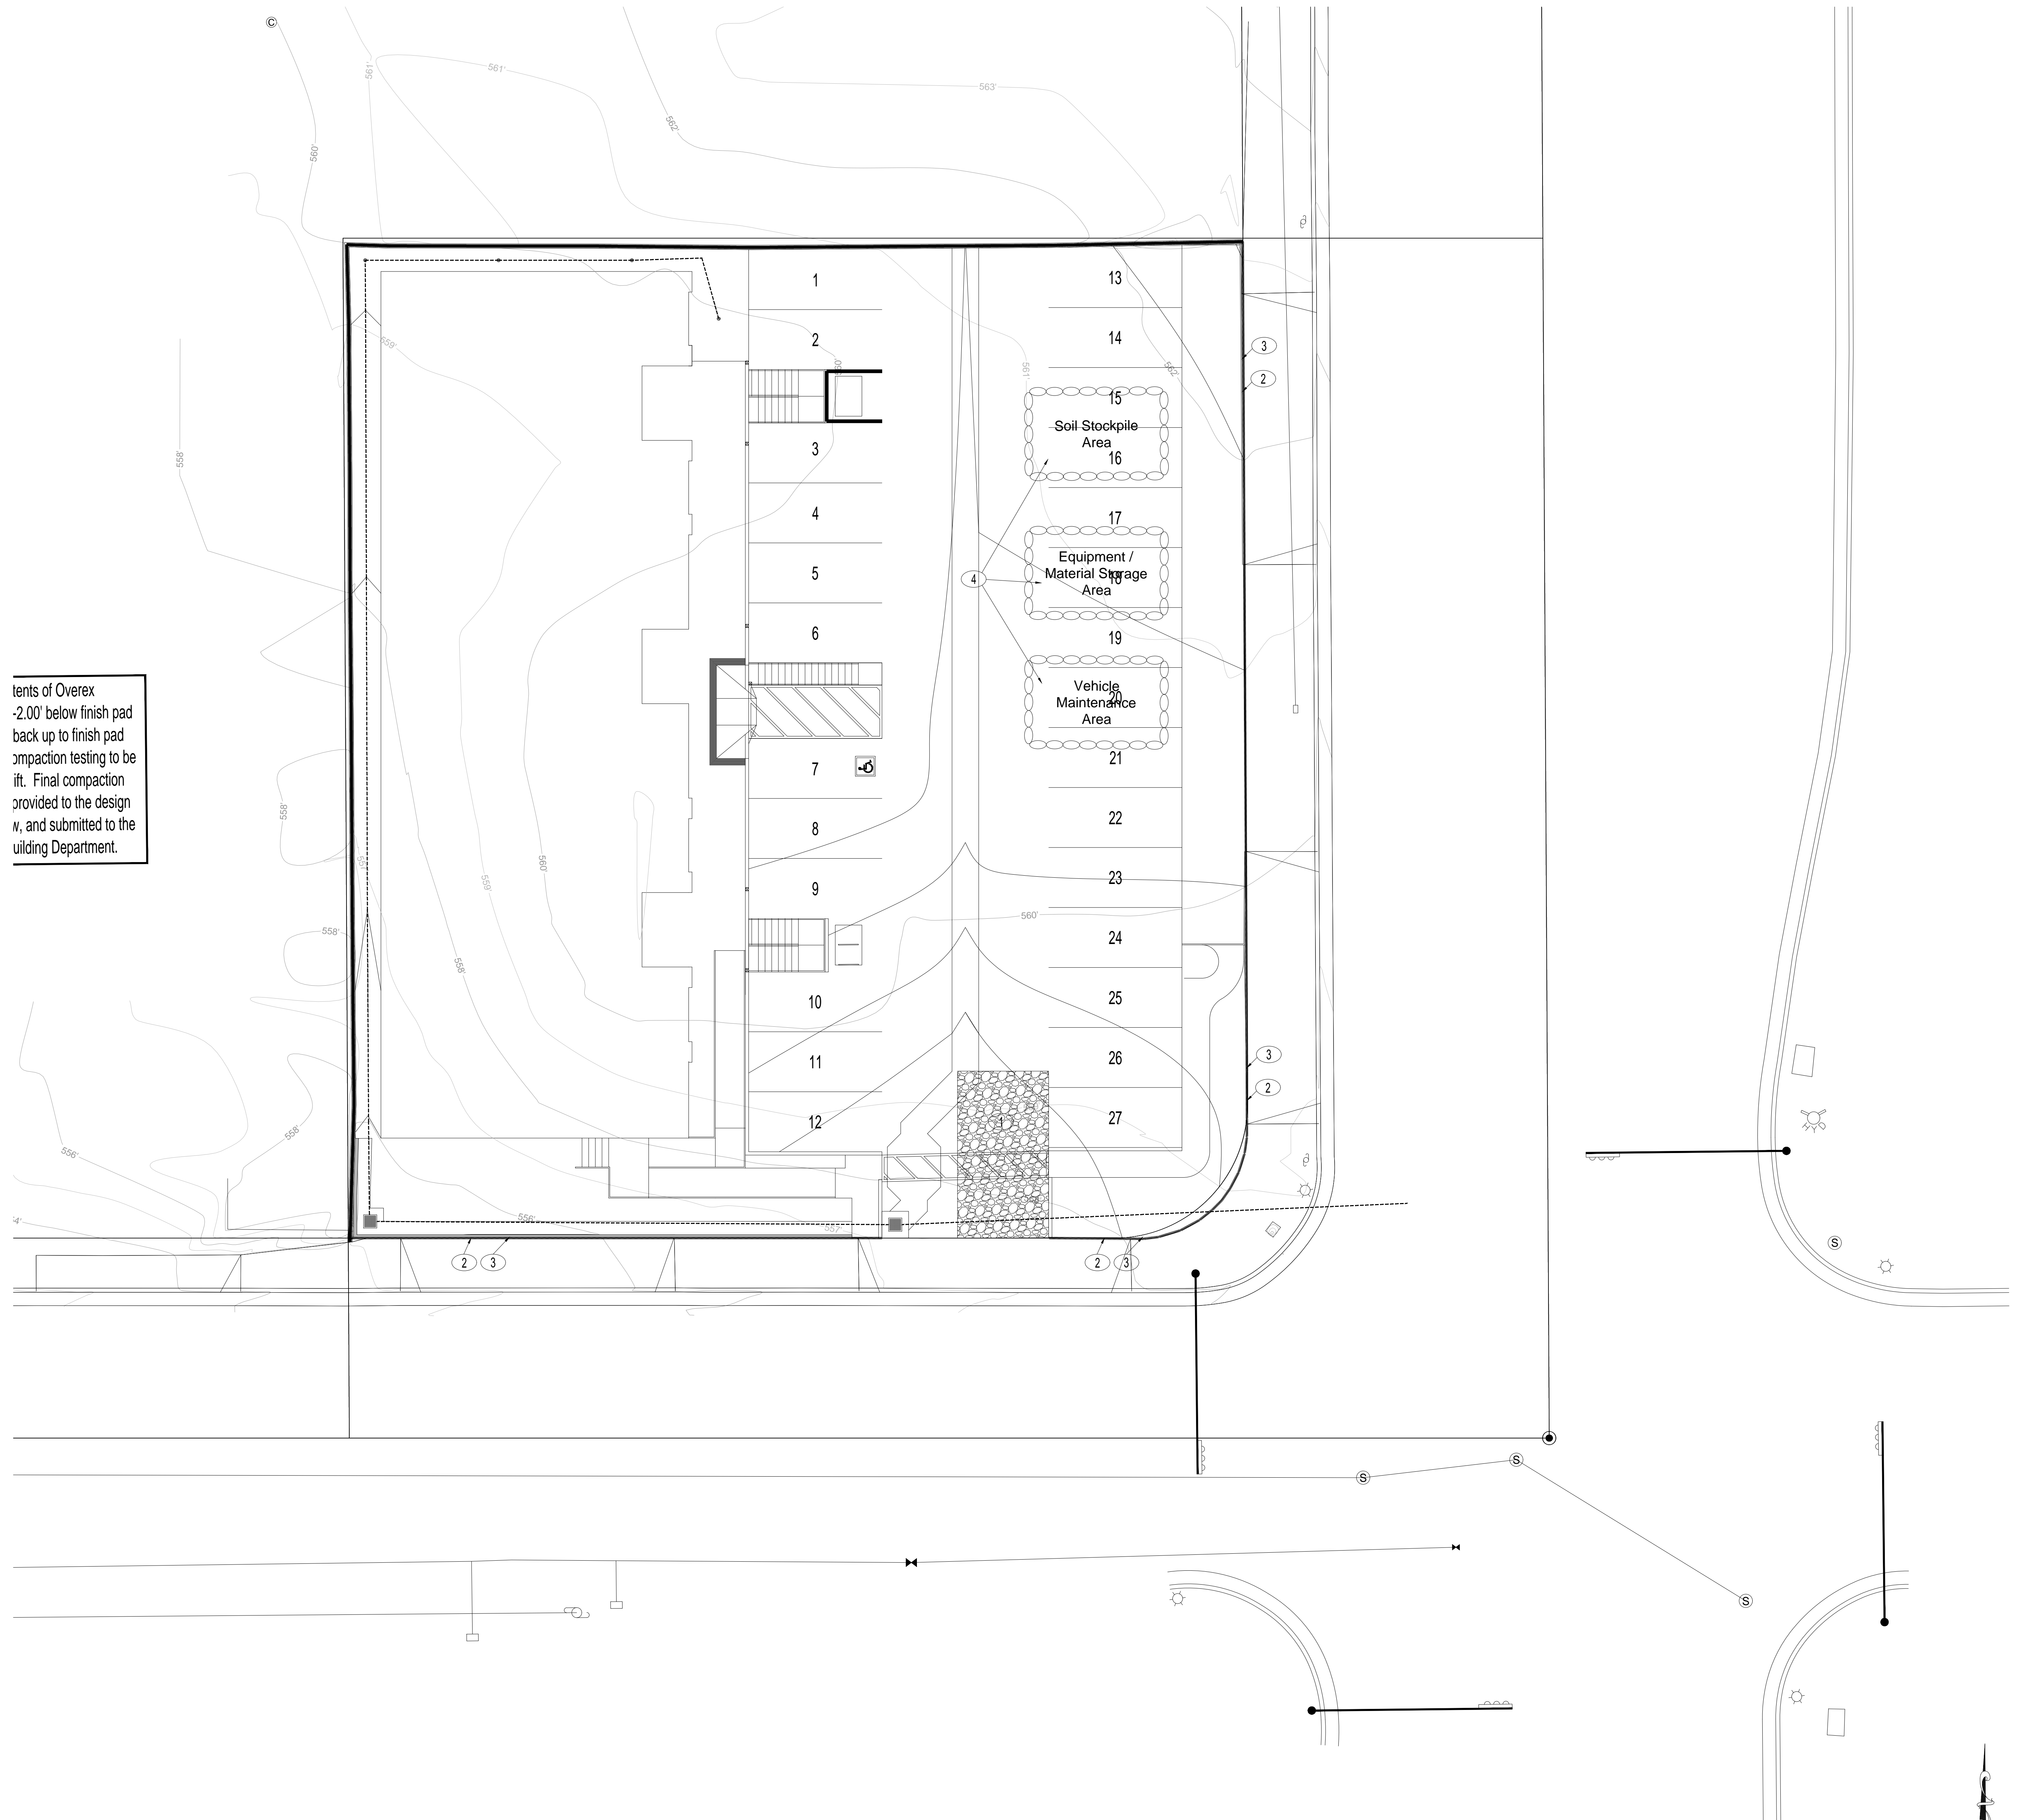 C
561'
561'
563'
562'
560'
1
13
2
14
3
559'
560'
561'
562'
2
15
Soil Stockpile
Area
16
3
558'
4
17
Equipment /
4
5
Material Storage
18
Area
6
19
tents of Overex
-2.00' below finish pad
back up to finish pad
ompaction testing to be
ift. Final compaction
provided to the design
w, and submitted to the
uilding Department.
Vehicle
20
Maintenance
Area
7
21
558'
8
22
557'
560'
559'
9
23
560'
558'
558'
24
10
25
11
26
3
2
12
1
27
558'
556'
556'
557'
2
3
2
3
S
S
S
S